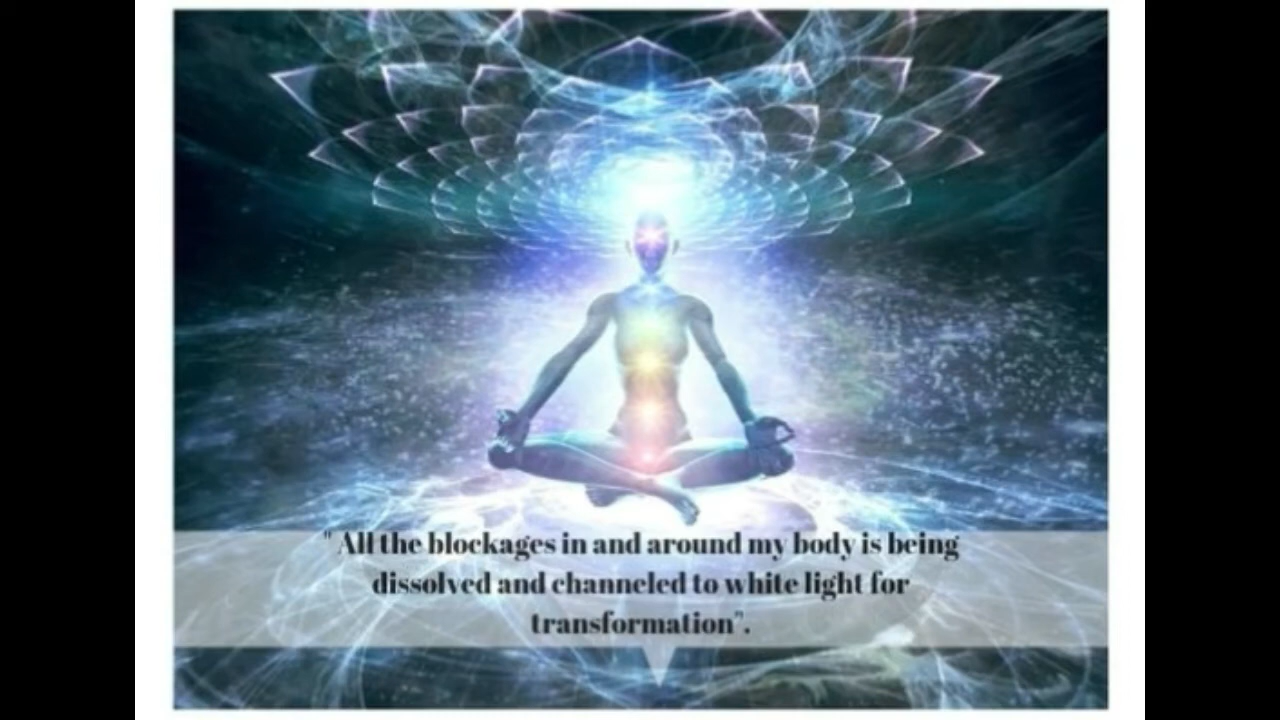 " All the blockages in and around my body is being
dissolved and channeled to white light for
transformation".